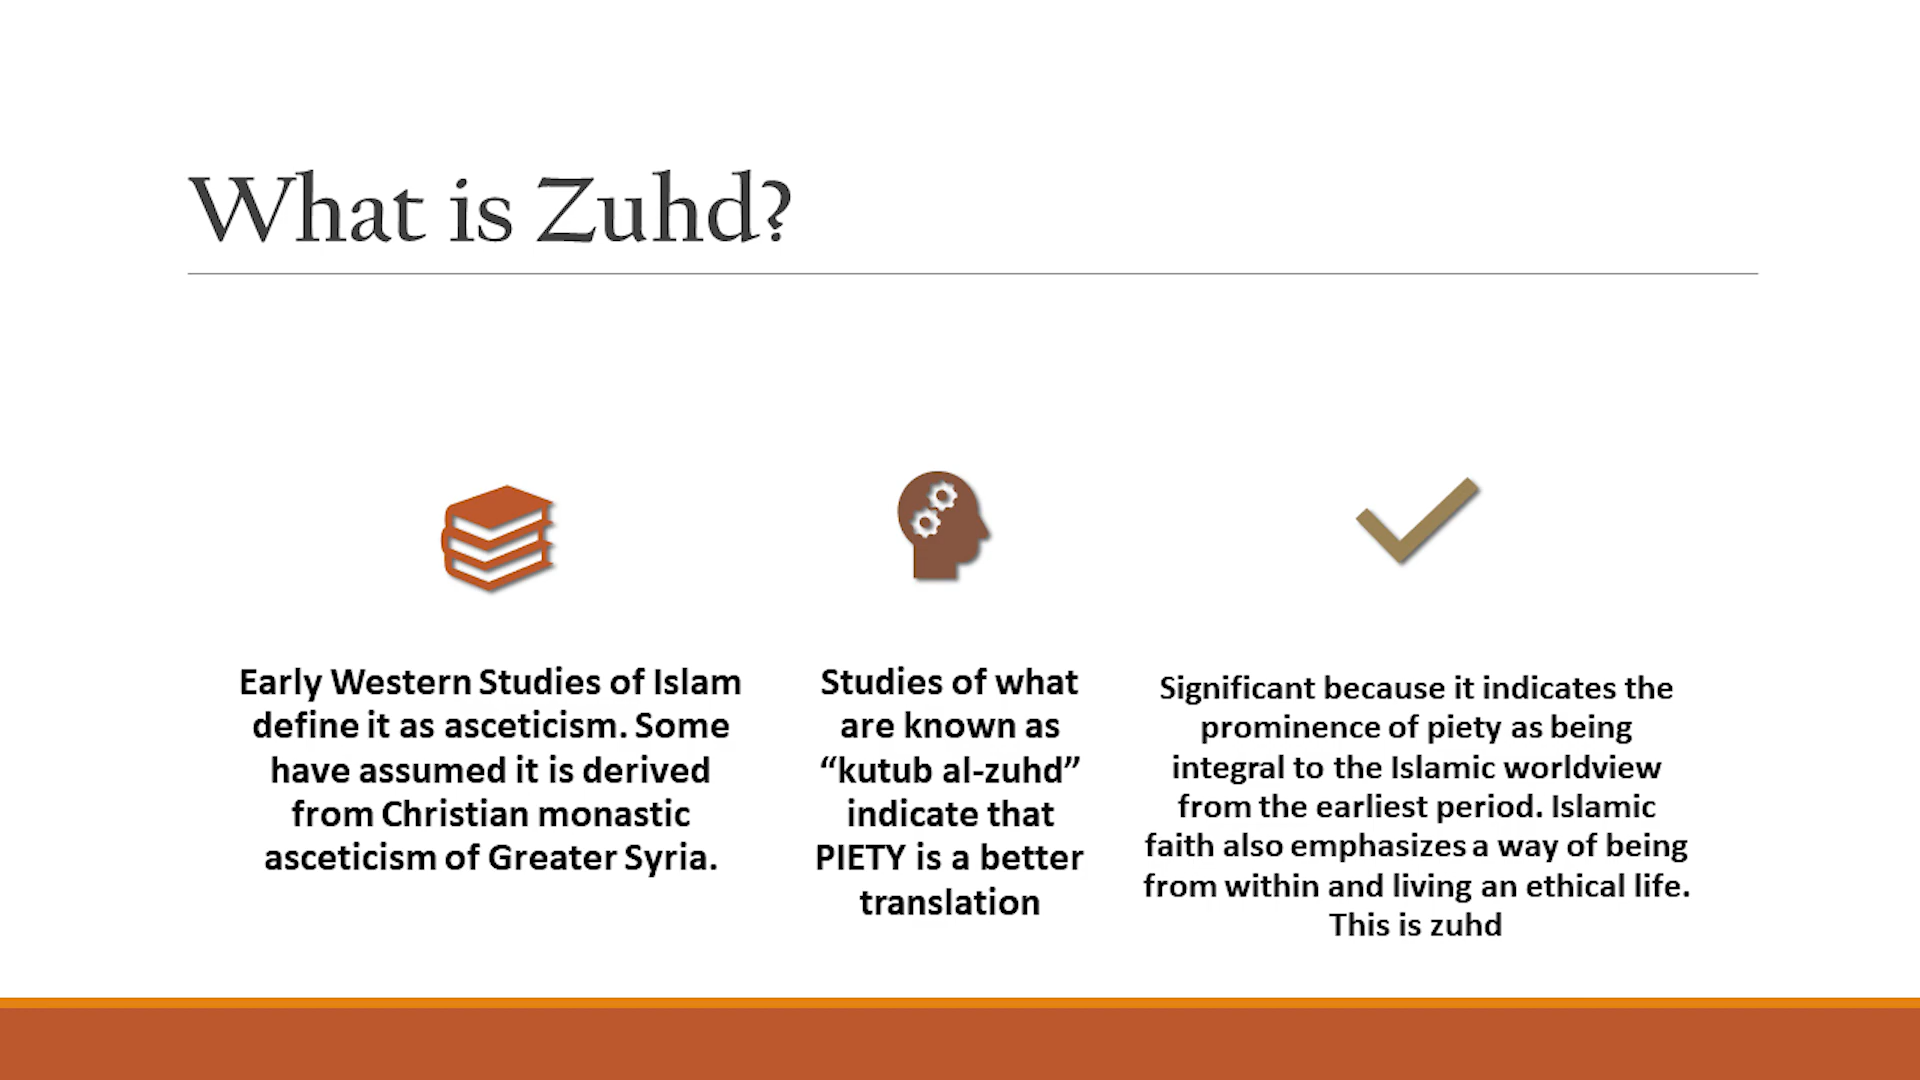 What is Zuhd?
Early Western Studies of Islam
define it as asceticism. Some
have assumed it is derived
from Christian monastic
asceticism of Greater Syria.
Studies of what
are known as
“kutub al-zuhd”
indicate that
PIETY is a better
translation
Significant because it indicates the
prominence of piety as being
integral to the Islamic worldview
from the earliest period. Islamic
faith also emphasizes a way of being
from within and living an ethical life.
This is zuhd